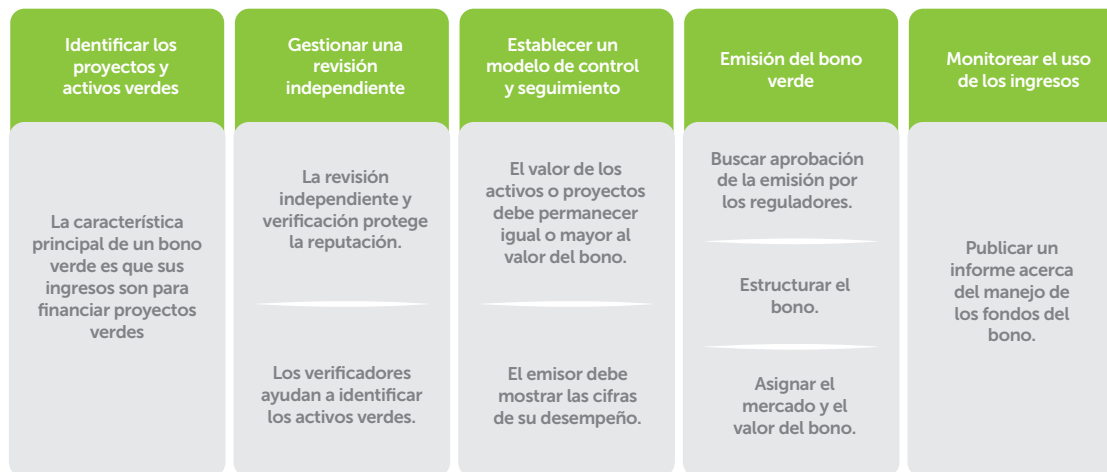 Identificar los
proyectos y
activos verdes
La característica
principal de un bono
verde es que sus
ingresos son para
financiar proyectos
verdes
Gestionar una
revisión
independiente
La revisión
independiente y
verificación protege
la reputación.
Los verificadores
ayudan a identificar
los activos verdes.
Establecer un
modelo de control
y seguimiento
El valor de los
activos o proyectos
debe permanecer
igual o mayor al
valor del bono.
El emisor debe
mostrar las cifras
de su desempeño.
Emisión del bono
verde
Buscar aprobación
de la emisión por
los reguladores.
Estructurar el
bono.
Asignar el
mercado y el
valor del bono.
Monitorear el uso
de los ingresos
Publicar un
informe acerca
del manejo de
los fondos del
bono.